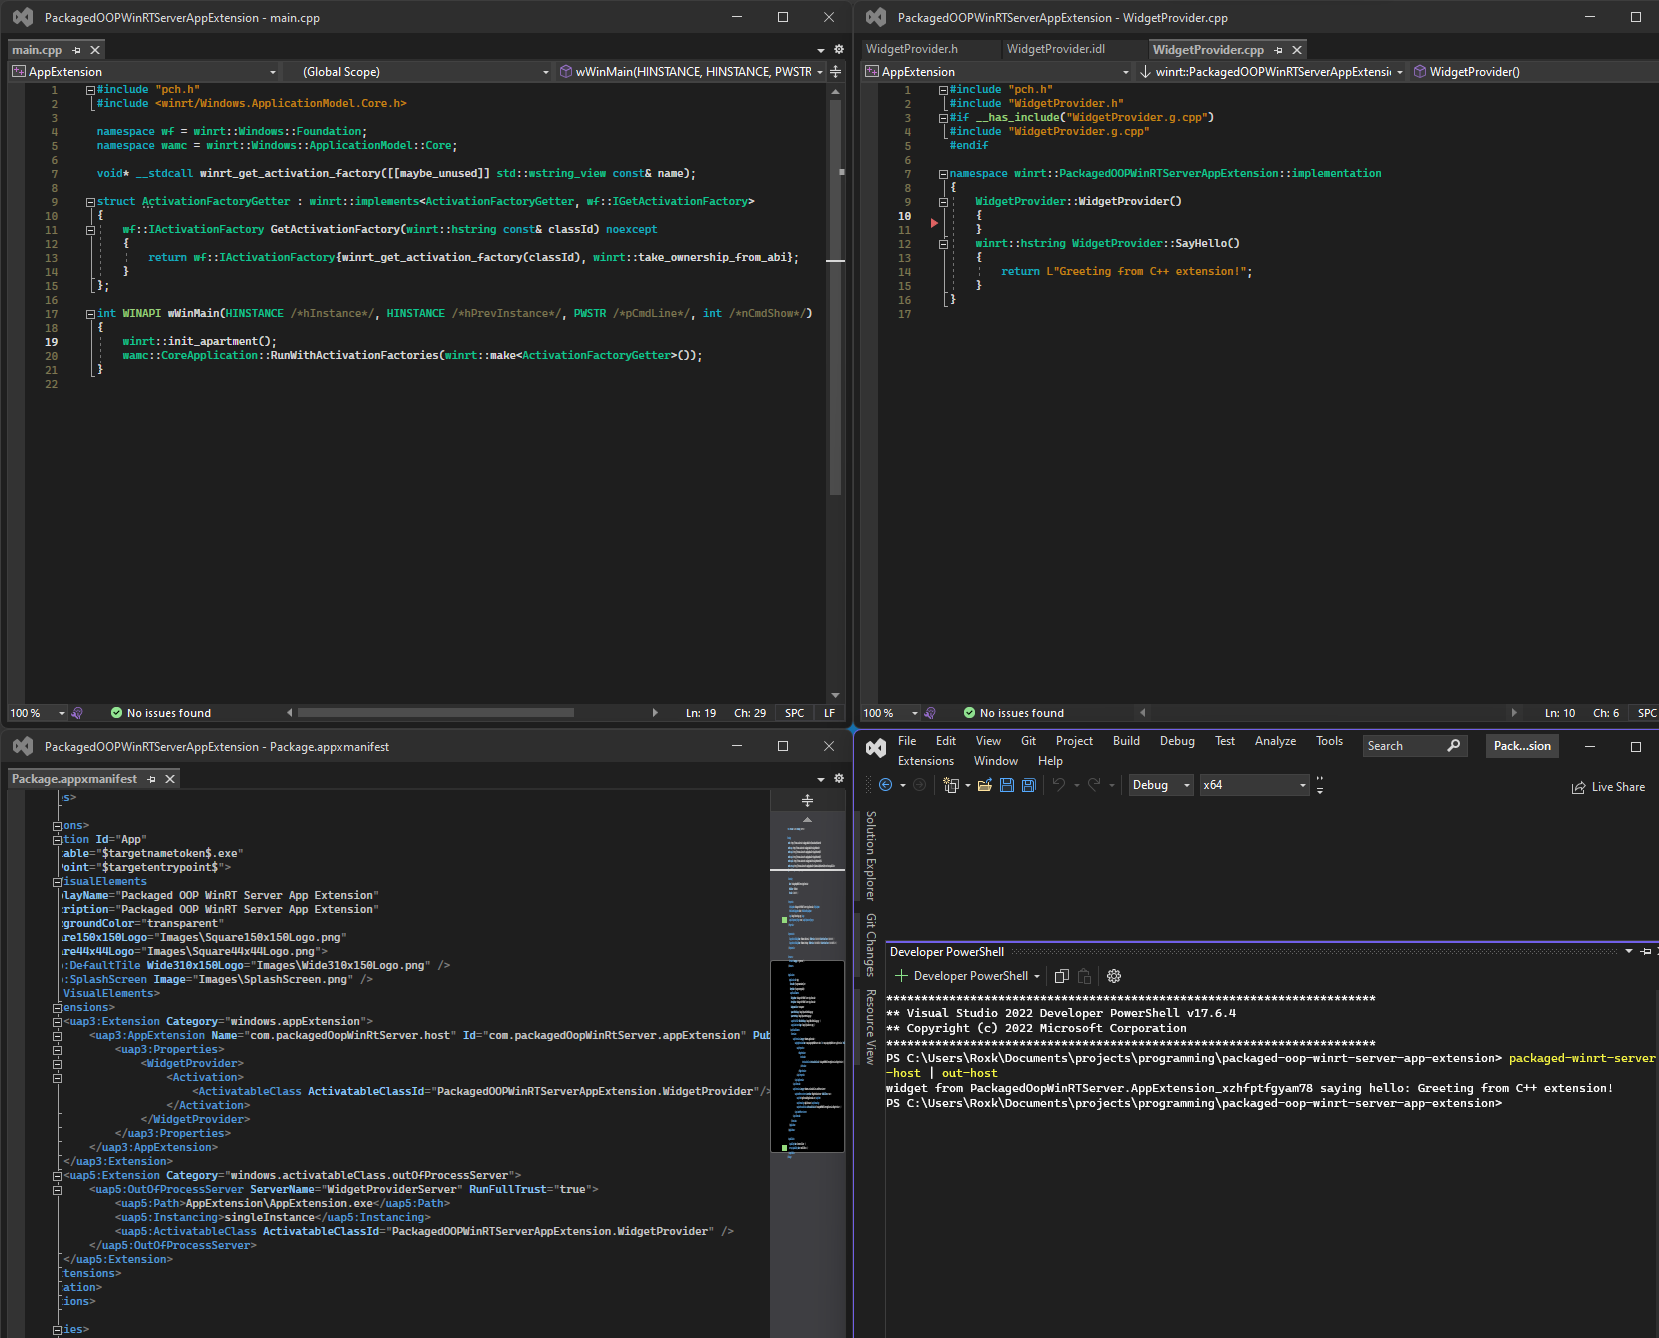 PackagedOOPWinRTServerAppExtension - main.cpp
main.cpp
AppExtension
(Global Scope)
wWinMain(HINSTANCE, HINSTANCE, PWSTR
1 #include "pch.h"
2 #include <winrt/Windows.ApplicationModel.Core.h>
3
4 namespace wf = winrt::Windows::Foundation;
5 namespace wamc = winrt::Windows::ApplicationModel::Core;
6
7 void* __stdcall winrt_get_activation_factory([[maybe_unused]] std::wstring_view const& name);
8
9 struct ActivationFactoryGetter : winrt::implements<ActivationFactoryGetter, wf::IGetActivationFactory>
10 {
11 wf::IActivationFactory GetActivationFactory(winrt::hstring const& classId) noexcept
12 {
13 return wf::IActivationFactory{winrt_get_activation_factory(classId), winrt::take_ownership_from_abi};
14 }
15 };
16
17 int WINAPI wWinMain(HINSTANCE /*hInstance*/, HINSTANCE /*hPrevInstance*/, PWSTR /*pCmdLine*/, int /*nCmdShow*/)
18 {
19 winrt::init_apartment();
20 wamc::CoreApplication::RunWithActivationFactories(winrt::make<ActivationFactoryGetter>());
21 }
22
100 %
No issues found
Ln: 19 Ch: 29 SPC LF
PackagedOOPWinRTServerAppExtension - WidgetProvider.cpp
WidgetProvider.h
WidgetProvider.idl
WidgetProvider.cpp
AppExtension
winrt::PackagedOOPWinRTServerAppExtensi
WidgetProvider()
1 #include "pch.h"
2 #include "WidgetProvider.h"
3 #if __has_include("WidgetProvider.g.cpp")
4 #include "WidgetProvider.g.cpp"
5 #endif
6
7 namespace winrt::PackagedOOPWinRTServerAppExtension::implementation
8 {
9 WidgetProvider::WidgetProvider()
10 {
11 }
12 winrt::hstring WidgetProvider::SayHello()
13 {
14 return L"Greeting from C++ extension!";
15 }
16 }
17
100 %
No issues found
Ln: 10 Ch: 6 SPC
PackagedOOPWinRTServerAppExtension - Package.appxmanifest
Package.appxmanifest
es>
ons>
tion Id="App"
able="$targetnametoken$.exe"
oint="$targetentrypoint$">
isualElements
layName="Packaged OOP WinRT Server App Extension"
ription="Packaged OOP WinRT Server App Extension"
groundColor="transparent"
re150x150Logo="Images\Square150x150Logo.png"
re44x44Logo="Images\Square44x44Logo.png">
:DefaultTile Wide310x150Logo="Images\Wide310x150Logo.png" />
:SplashScreen Image="Images\SplashScreen.png" />
VisualElements>
ensions>
<uap3:Extension Category="windows.appExtension">
<uap3:AppExtension Name="com.packagedOopWinRtServer.host" Id="com.packagedOopWinRtServer.appExtension" Pub
<uap3:Properties>
<WidgetProvider>
<Activation>
<ActivatableClass ActivatableClassId="PackagedOOPWinRTServerAppExtension.WidgetProvider"/>
</Activation>
</WidgetProvider>
</uap3:Properties>
</uap3:AppExtension>
</uap3:Extension>
<uap5:Extension Category="windows.activatableClass.outOfProcessServer">
<uap5:OutOfProcessServer ServerName="WidgetProviderServer" RunFullTrust="true">
<uap5:Path>AppExtension\AppExtension.exe</uap5:Path>
<uap5:Instancing>singleInstance</uap5:Instancing>
<uap5:ActivatableClass ActivatableClassId="PackagedOOPWinRTServerAppExtension.WidgetProvider" />
</uap5:OutOfProcessServer>
</uap5:Extension>
tensions>
ation>
ions>
ies>
File Edit View Git Project Build Debug Test Analyze Tools
Extensions Window Help
Search
Pack...sion
Debug
x64
Live Share
Solution Explorer
Git Changes
Resource View
Developer PowerShell
Developer PowerShell
**********************************************************************
** Visual Studio 2022 Developer PowerShell v17.6.4
** Copyright (c) 2022 Microsoft Corporation
**********************************************************************
PS C:\Users\Roxk\Documents\projects\programming\packaged-oop-winrt-server-app-extension> packaged-winrt-server
-host | out-host
widget from PackagedOopWinRTServer.AppExtension_xzhfptfgyam78 saying hello: Greeting from C++ extension!
PS C:\Users\Roxk\Documents\projects\programming\packaged-oop-winrt-server-app-extension>